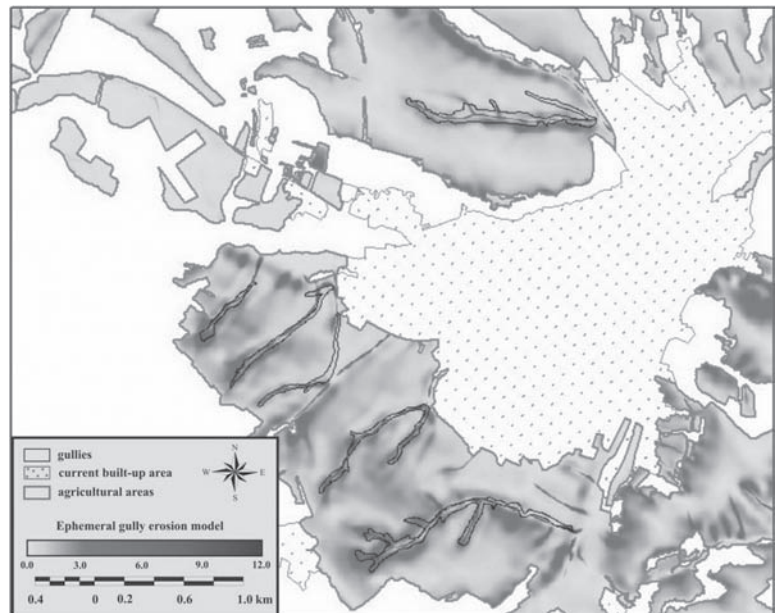 gullies
current built-up area
agricultural areas
N
W E
S
Ephemeral gully erosion model
0.0 3.0 6.0 9.0 12.0
0.4 0 0.2 0.6 1.0 km